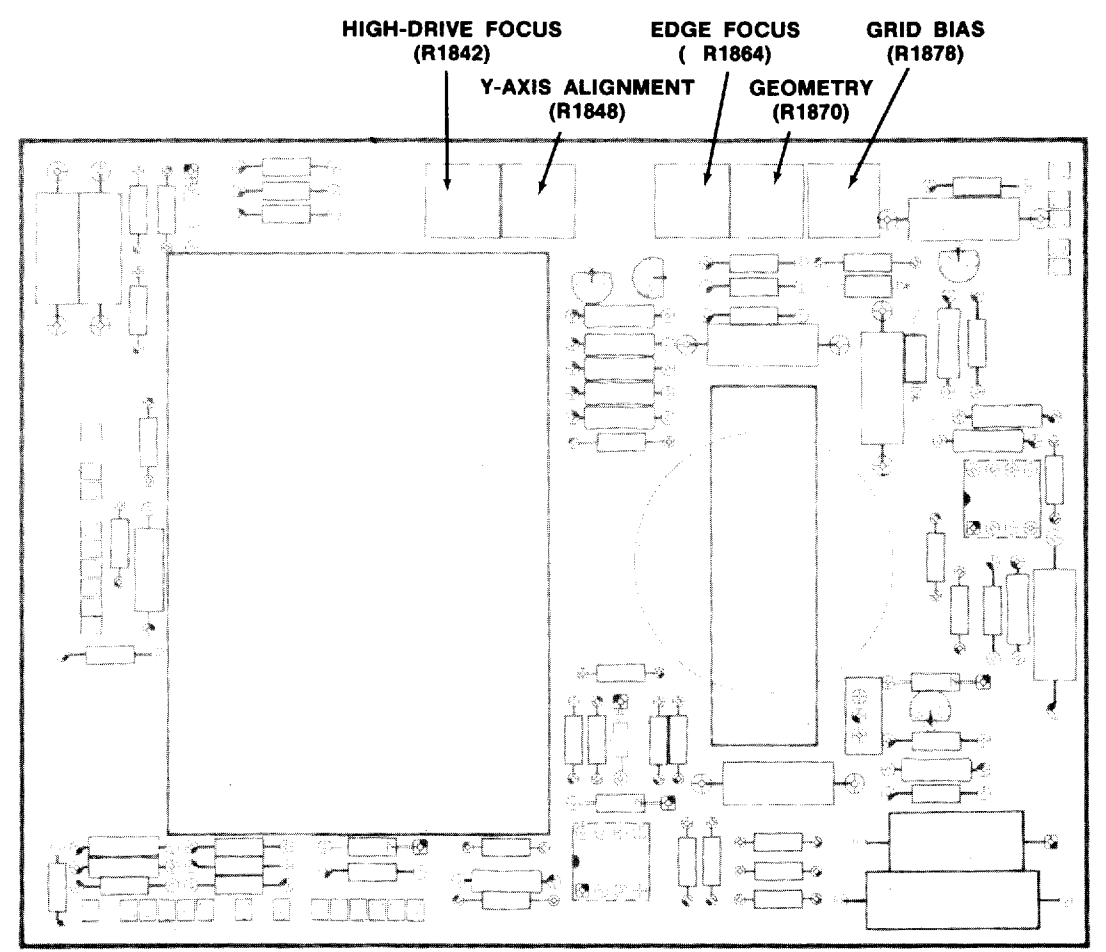 HIGH-DRIVE FOCUS
(R1842)
EDGE FOCUS
( R1864)
GRID BIAS
(R1878)
Y-AXIS ALIGNMENT
(R1848)
GEOMETRY
(R1870)